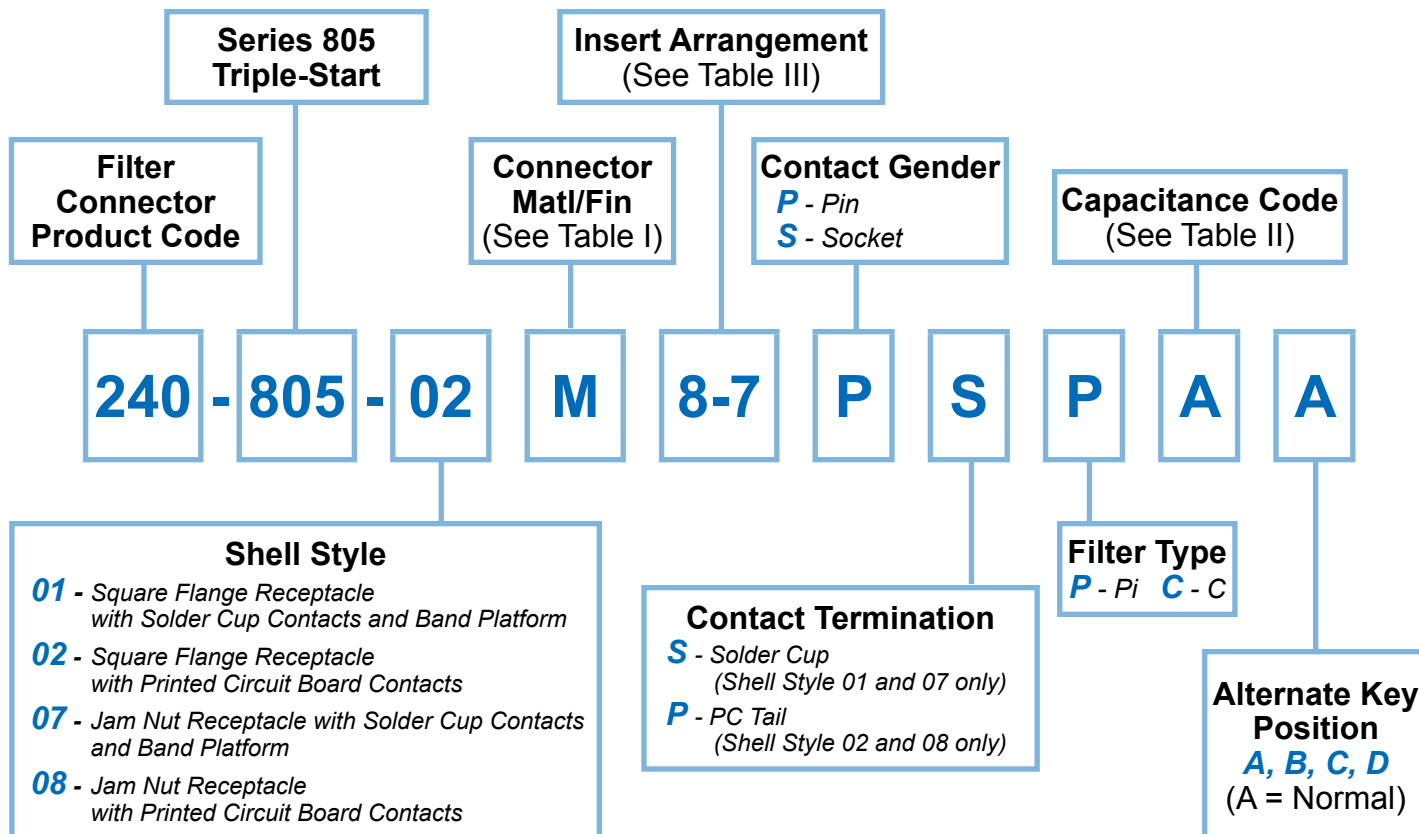 Series 805
Triple-Start
Insert Arrangement
(See Table III)
Filter
Connector
Product Code
Connector
Matl/Fin
(See Table I)
Contact Gender
P - Pin
S - Socket
Capacitance Code
(See Table II)
240 - 805 - 02 M 8-7 P S P A A
Shell Style
01 - Square Flange Receptacle
with Solder Cup Contacts and Band Platform
02 - Square Flange Receptacle
with Printed Circuit Board Contacts
07 - Jam Nut Receptacle with Solder Cup Contacts
and Band Platform
08 - Jam Nut Receptacle
with Printed Circuit Board Contacts
Contact Termination
S - Solder Cup
(Shell Style 01 and 07 only)
P - PC Tail
(Shell Style 02 and 08 only)
Filter Type
P - Pi C - C
Alternate Key
Position
A, B, C, D
(A = Normal)